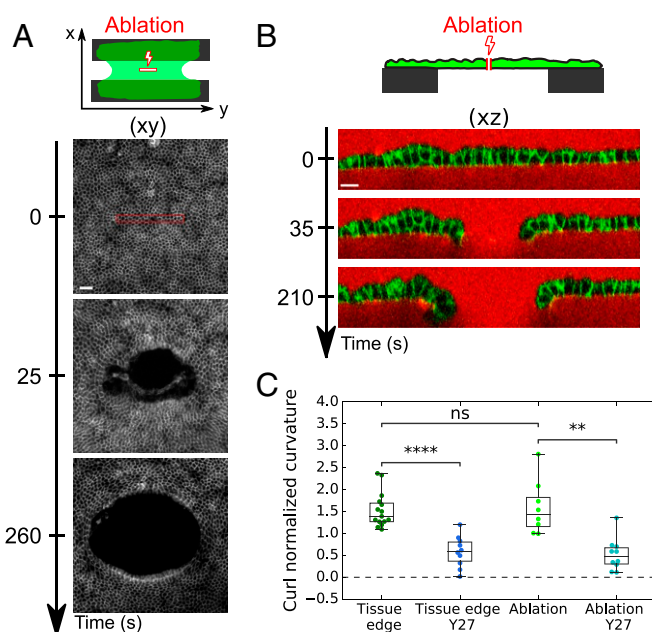 A
Ablation
x
y
(xy)
0
25
260
Time (s)
B
Ablation
(xz)
0
35
210
Time (s)
C
Curl normalized curvature
4.0
3.5
3.0
2.5
2.0
1.5
1.0
0.5
0.0
−0.5
ns
****
**
Tissue edge
Tissue edge Y27
Ablation
Ablation Y27